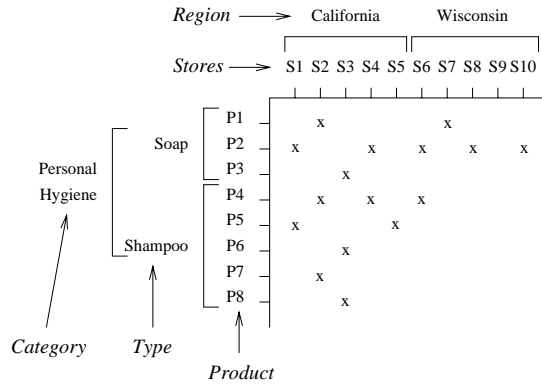 Region California Wisconsin
Stores S1 S2 S3 S4 S5 S6 S7 S8 S9 S10
P1 x x
Soap P2 x x x x x
Personal P3 x
Hygiene P4 x x x
P5 x x
Shampoo P6 x
P7 x
P8 x
Category Type
Product